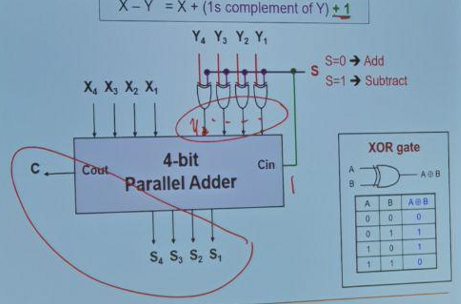 X – Y = X + (1s complement of Y) + 1
Y4 Y3 Y2 Y1
S
S=0 → Add
S=1 → Subtract
X4 X3 X2 X1
C
Cout
4-bit
Parallel Adder
Cin
1
S4 S3 S2 S1
XOR gate
A
B
A⊕B
A B A⊕B
0 0 0
0 1 1
1 0 1
1 1 0